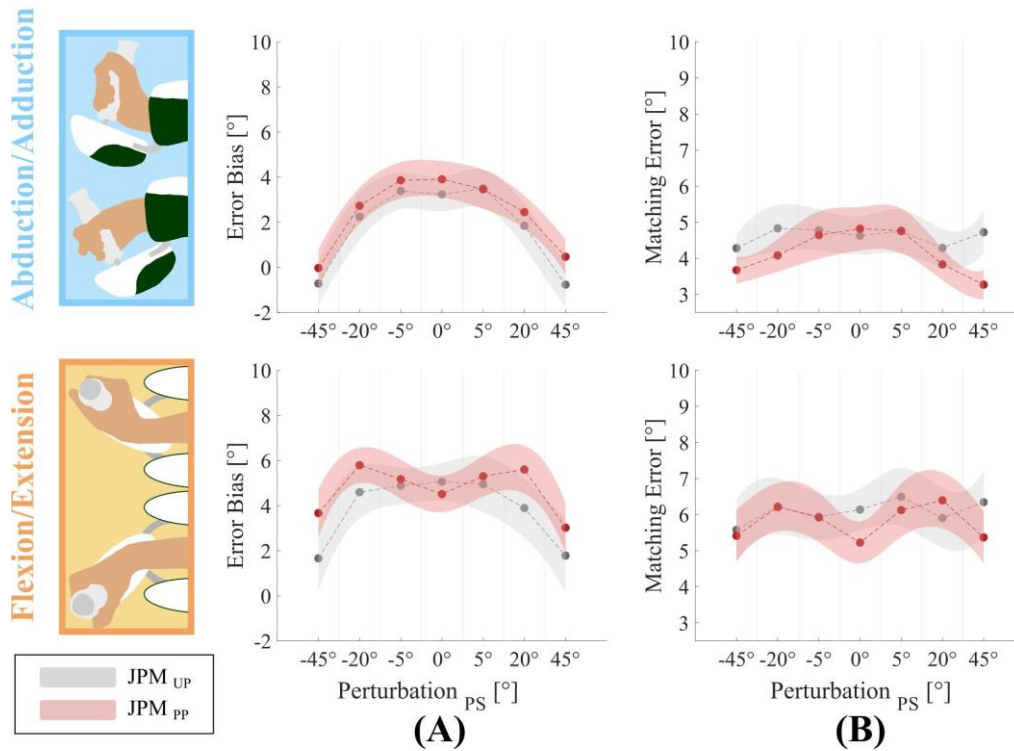 Abduction/Adduction
Error Bias [°]
10
8
6
4
2
0
-2
-45° -20° -5° 0° 5° 20° 45°
Matching Error [°]
10
9
8
7
6
5
4
3
-45° -20° -5° 0° 5° 20° 45°
Flexion/Extension
Error Bias [°]
10
8
6
4
2
0
-2
-45° -20° -5° 0° 5° 20° 45°
Perturbation PS [°]
(A)
Matching Error [°]
10
9
8
7
6
5
4
3
-45° -20° -5° 0° 5° 20° 45°
Perturbation PS [°]
(B)
JPM UP
JPM PP